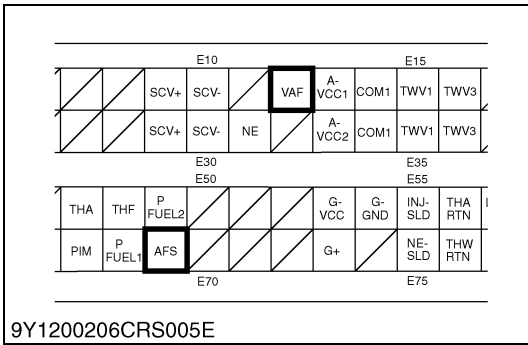 E10 E15
SCV+ SCV- VAF A-VCC1 COM1 TWV1 TWV3
SCV+ SCV- NE A-VCC2 COM1 TWV1 TWV3
E30 E35
E50 E55
THA THF P FUEL2 G-VCC G-GND INJ-SLD THA RTN
PIM P FUEL1 AFS G+ NE-SLD THW RTN
E70 E75
9Y1200206CRS005E